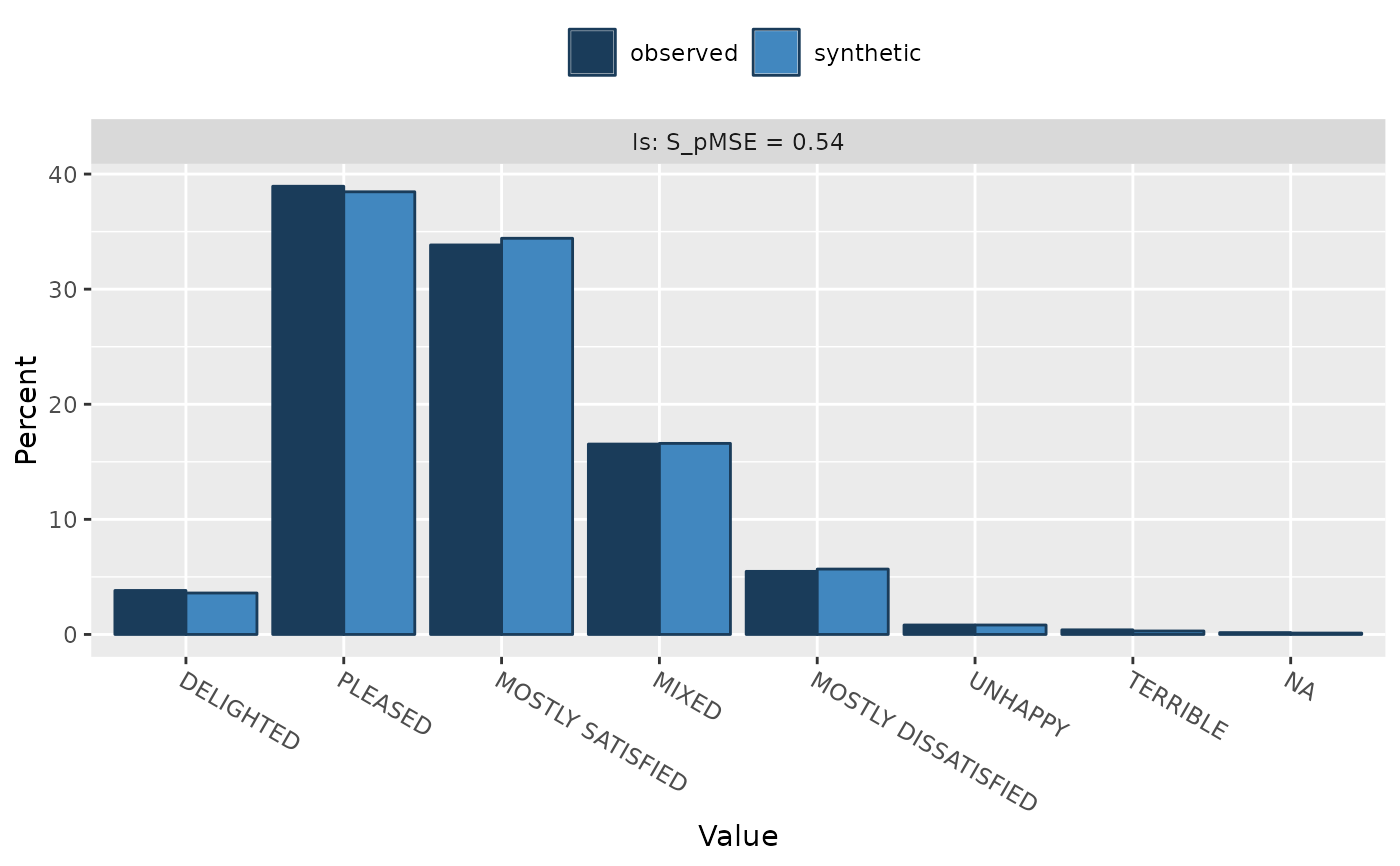 observed synthetic
ls: S_pMSE = 0.54
40
30
20
10
0
Percent
DELIGHTED
PLEASED
MOSTLY SATISFIED
MIXED
MOSTLY DISSATISFIED
UNHAPPY
TERRIBLE
NA
Value